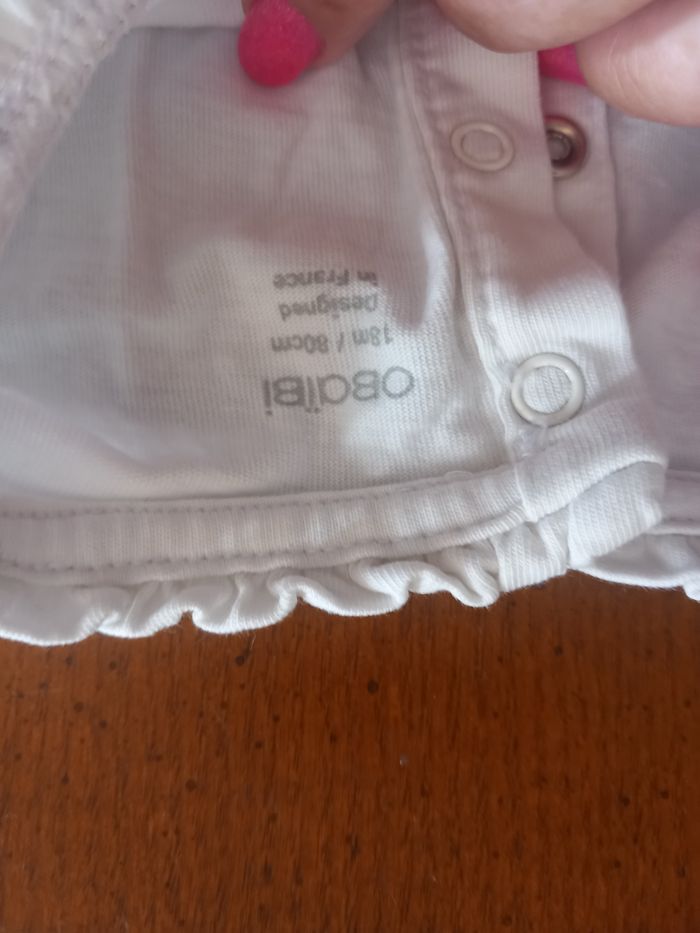 OBaïBi
18m / 80cm
Designed
in France